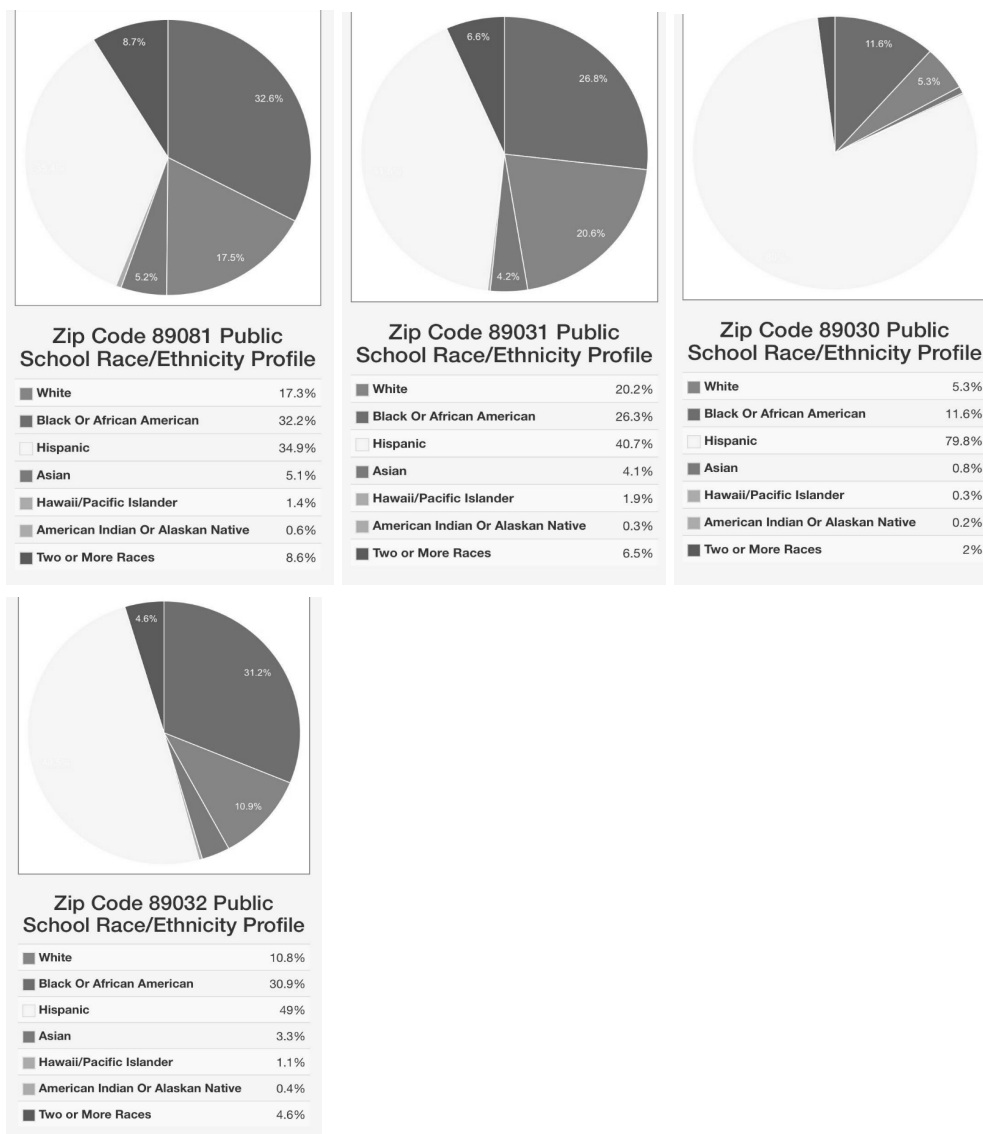 8.7%
32.6%
17.5%
5.2%
Zip Code 89081 Public
School Race/Ethnicity Profile
White 17.3%
Black Or African American 32.2%
Hispanic 34.9%
Asian 5.1%
Hawaii/Pacific Islander 1.4%
American Indian Or Alaskan Native 0.6%
Two or More Races 8.6%
6.6%
26.8%
20.6%
4.2%
Zip Code 89031 Public
School Race/Ethnicity Profile
White 20.2%
Black Or African American 26.3%
Hispanic 40.7%
Asian 4.1%
Hawaii/Pacific Islander 1.9%
American Indian Or Alaskan Native 0.3%
Two or More Races 6.5%
11.6%
5.3%
Zip Code 89030 Public
School Race/Ethnicity Profile
White 5.3%
Black Or African American 11.6%
Hispanic 79.8%
Asian 0.8%
Hawaii/Pacific Islander 0.3%
American Indian Or Alaskan Native 0.2%
Two or More Races 2%
4.6%
31.2%
10.9%
Zip Code 89032 Public
School Race/Ethnicity Profile
White 10.8%
Black Or African American 30.9%
Hispanic 49%
Asian 3.3%
Hawaii/Pacific Islander 1.1%
American Indian Or Alaskan Native 0.4%
Two or More Races 4.6%